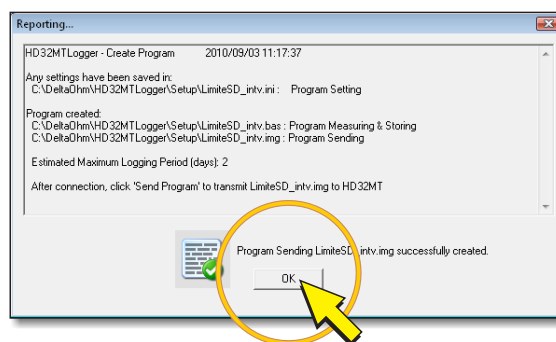 Reporting...
HD32MTLogger - Create Program 2010/09/03 11:17:37
Any settings have been saved in:
C:\DeltaOhm\HD32MTLogger\Setup\LimiteSD_intv.ini : Program Setting
Program created:
C:\DeltaOhm\HD32MTLogger\Setup\LimiteSD_intv.bas : Program Measuring & Storing
C:\DeltaOhm\HD32MTLogger\Setup\LimiteSD_intv.img : Program Sending
Estimated Maximum Logging Period (days): 2
After connection, click 'Send Program' to transmit LimiteSD_intv.img to HD32MT
Program Sending LimiteSD_intv.img successfully created.
OK